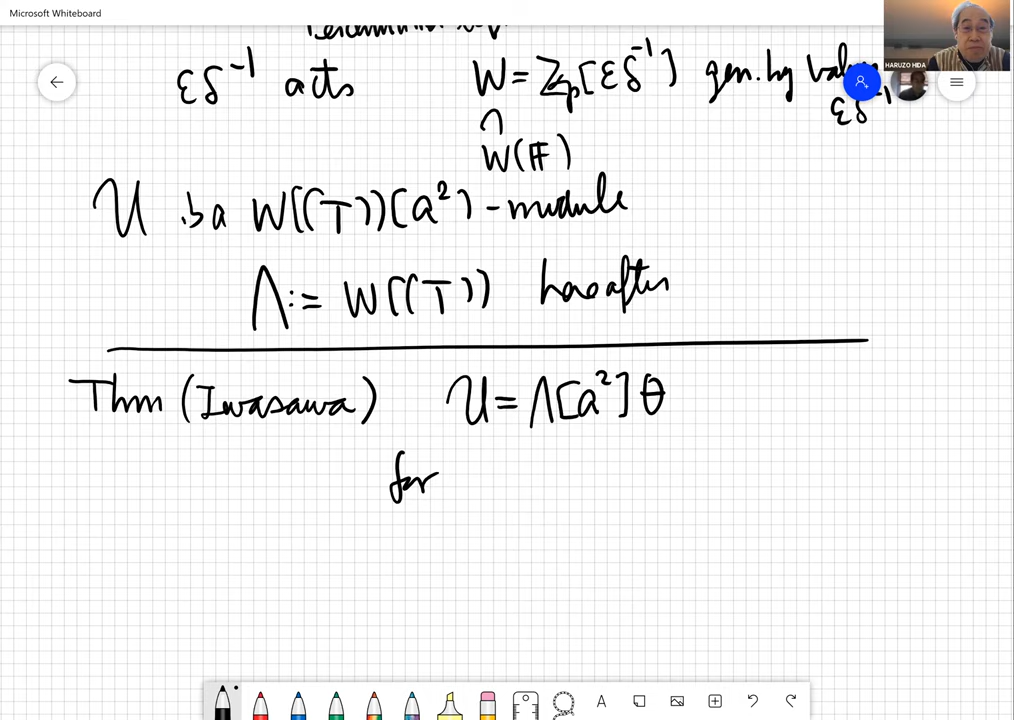 Microsoft Whiteboard
HARUZO HIDA
εδ⁻¹ acts W = ℤp[εδ⁻¹] gen. by values
εδ⁻¹
∩
W(𝔽)
𝒰 is a W[[T]][a²]-module
Λ := W[[T]] hereafter
Thm (Iwasawa) 𝒰 = Λ[a²]θ
for